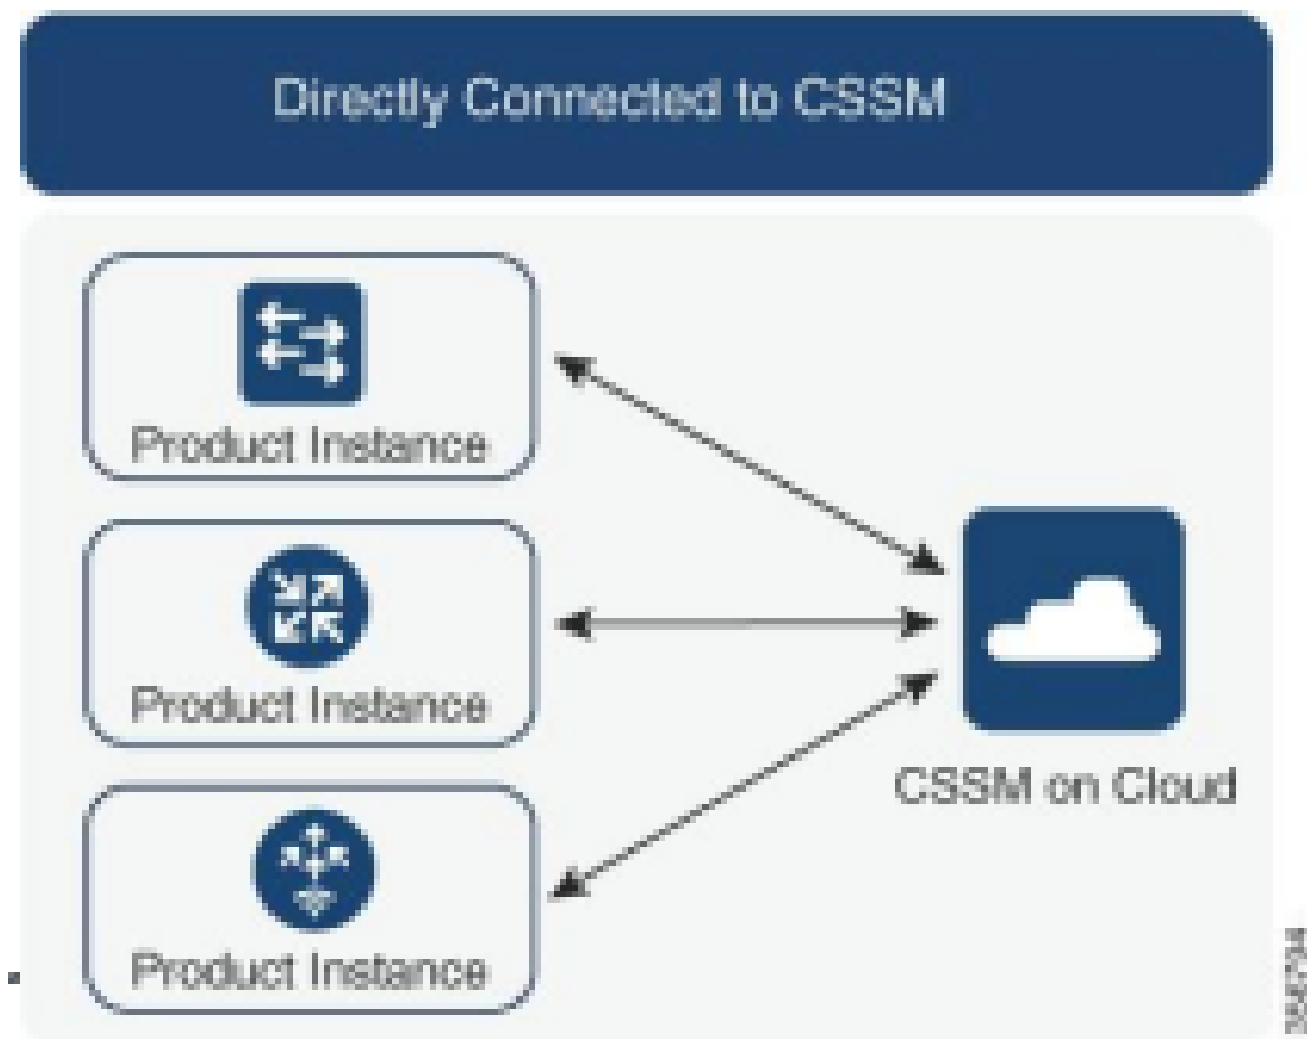 Directly Connected to CSSM
Product Instance
Product Instance
CSSM on Cloud
Product Instance